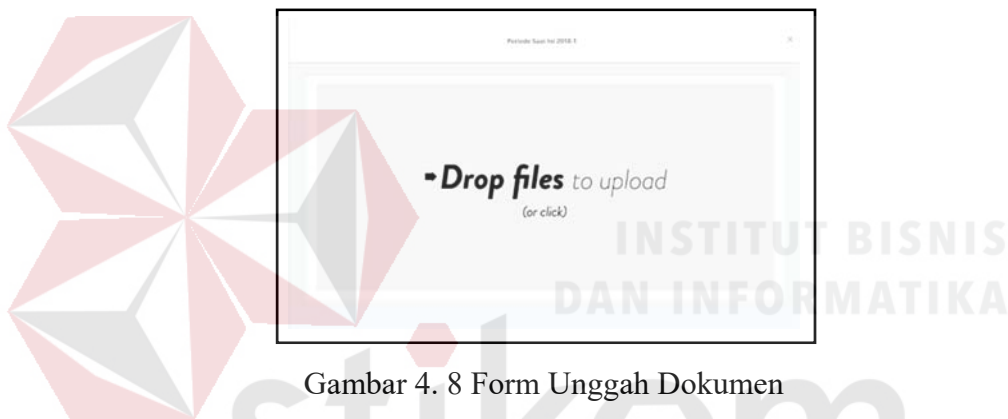 Periode Saat Ini 2018.1
×
➡Drop files to upload
(or click)
INSTITUT BISNIS
DAN INFORMATIKA
Gambar 4. 8 Form Unggah Dokumen
stikom